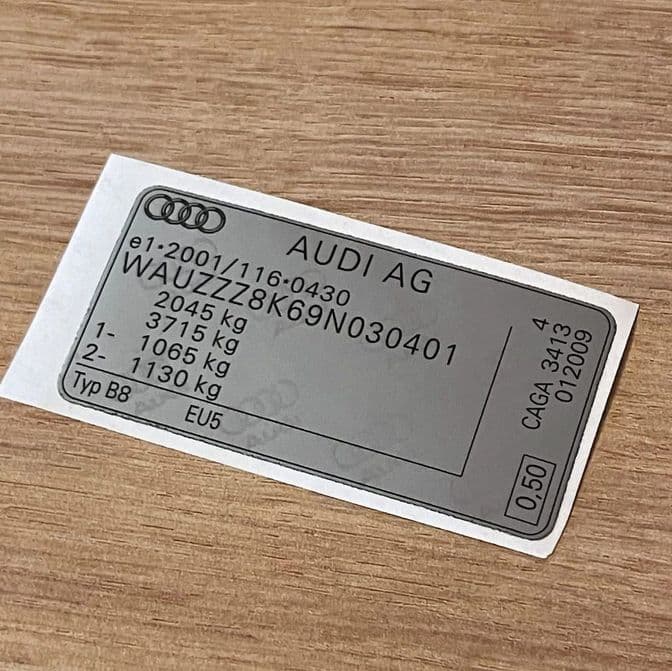 AUDI AG
e1*2001/116*0430
WAUZZZ8K69N030401
2045 kg
3715 kg
1- 1065 kg
2- 1130 kg
Typ B8 EU5
4
CAGA 3413
012009
0,50